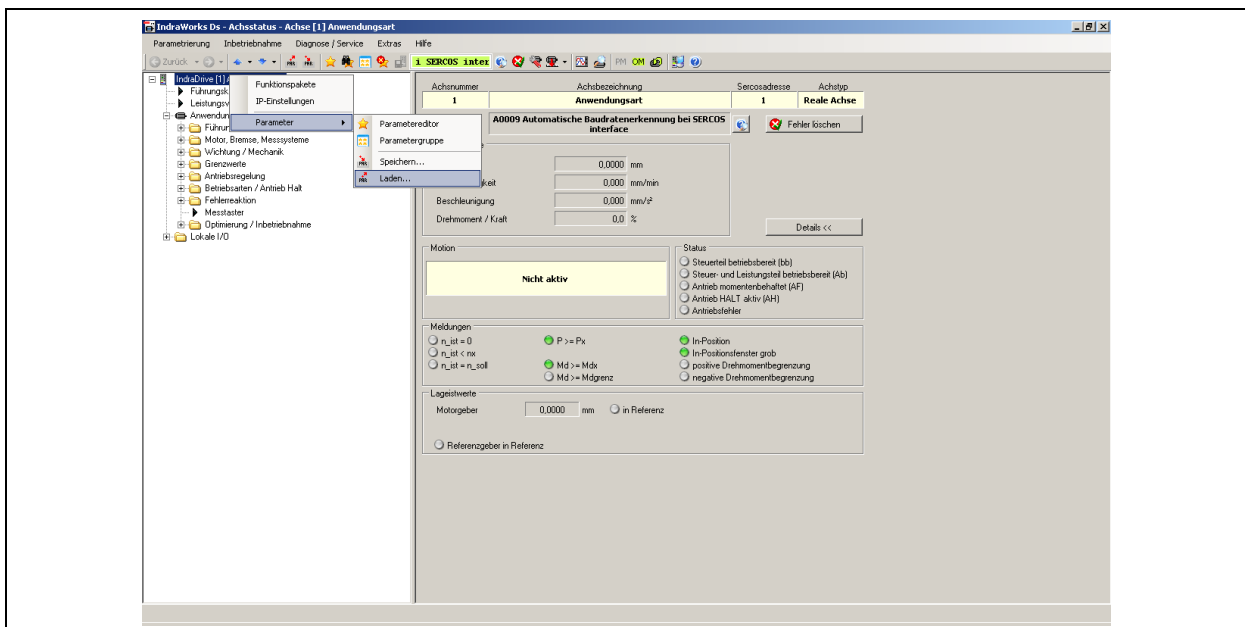 IndraWorks Ds - Achsstatus - Achse [1] Anwendungsart
Parametrierung Inbetriebnahme Diagnose / Service Extras Hilfe
Zurück
i SERCOS inter
PM OM
IndraDrive [1]
Führungsk
Leistungsv
Anwendun
Führur
Motor, Bremse, Messsysteme
Wichtung / Mechanik
Grenzwerte
Antriebsregelung
Betriebsarten / Antrieb Halt
Fehlerreaktion
Messtaster
Optimierung / Inbetriebnahme
Lokale I/O
Funktionspakete
IP-Einstellungen
Parameter
Parametereditor
Parametergruppe
Speichern...
Laden...
Achsnummer Achsbezeichnung Sercosadresse Achstyp
1 Anwendungsart 1 Reale Achse
A0009 Automatische Baudratenerkennung bei SERCOS
interface
Fehler löschen
0,0000 mm
keit 0,000 mm/min
Beschleunigung 0,000 mm/s²
Drehmoment / Kraft 0,0 %
Details <<
Motion
Nicht aktiv
Status
Steuerteil betriebsbereit (bb)
Steuer- und Leistungsteil betriebsbereit (Ab)
Antrieb momentenbehaftet (AF)
Antrieb HALT aktiv (AH)
Antriebsfehler
Meldungen
n_ist = 0 P >= Px In-Position
n_ist < nx In-Positionsfenster grob
n_ist = n_soll Md >= Mdx positive Drehmomentbegrenzung
Md >= Mdgrenz negative Drehmomentbegrenzung
Lageistwerte
Motorgeber 0,0000 mm in Referenz
Referenzgeber in Referenz